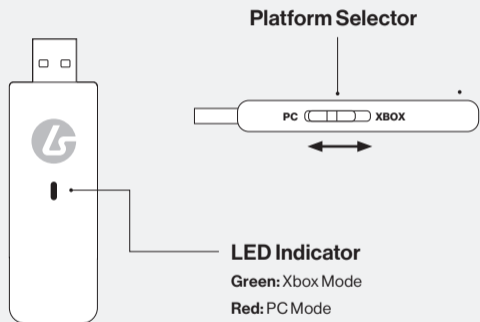 Platform Selector
PC XBOX
LED Indicator
Green: Xbox Mode
Red: PC Mode